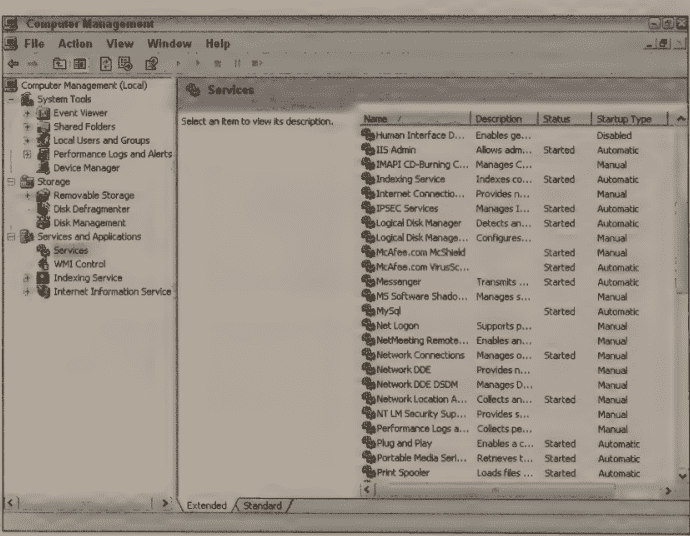 Computer Management
File Action View Window Help
Computer Management (Local)
System Tools
Event Viewer
Shared Folders
Local Users and Groups
Performance Logs and Alerts
Device Manager
Storage
Removable Storage
Disk Defragmenter
Disk Management
Services and Applications
Services
WMI Control
Indexing Service
Internet Information Service
Services
Select an item to view its description.
Name / Description Status Startup Type
Human Interface D... Enables ge... Disabled
IIS Admin Allows adm... Started Automatic
IMAPI CD-Burning C... Manages C... Manual
Indexing Service Indexes co... Started Automatic
Internet Connectio... Provides n... Manual
IPSEC Services Manages I... Started Automatic
Logical Disk Manager Detects an... Started Automatic
Logical Disk Manage... Configures... Manual
McAfee.com McShield Started Manual
McAfee.com VirusSc... Started Automatic
Messenger Transmits ... Started Automatic
MS Software Shado... Manages s... Manual
MySql Started Automatic
Net Logon Supports p... Manual
NetMeeting Remote... Enables an... Manual
Network Connections Manages o... Started Manual
Network DDE Provides n... Manual
Network DDE DSDM Manages D... Manual
Network Location A... Collects an... Started Manual
NT LM Security Sup... Provides s... Manual
Performance Logs a... Collects pe... Manual
Plug and Play Enables a c... Started Automatic
Portable Media Seri... Retrieves t... Started Automatic
Print Spooler Loads files ... Started Automatic
Extended Standard